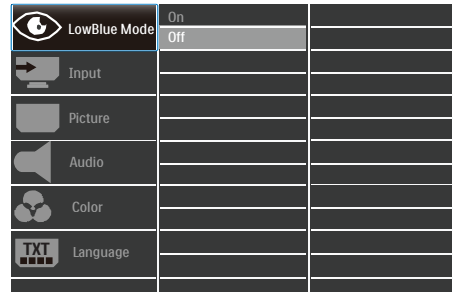 LowBlue Mode
On
Off
Input
Picture
Audio
Color
TXT
Language